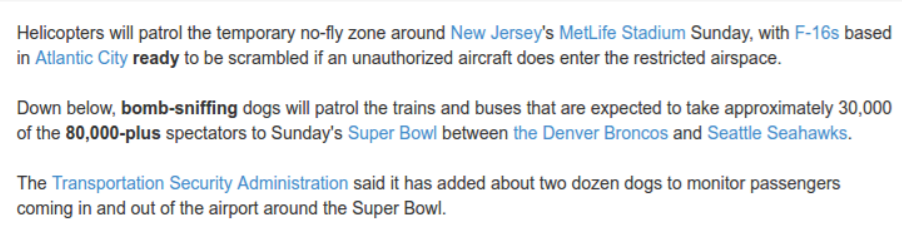 Helicopters will patrol the temporary no-fly zone around New Jersey's MetLife Stadium Sunday, with F-16s based
in Atlantic City ready to be scrambled if an unauthorized aircraft does enter the restricted airspace.
Down below, bomb-sniffing dogs will patrol the trains and buses that are expected to take approximately 30,000
of the 80,000-plus spectators to Sunday's Super Bowl between the Denver Broncos and Seattle Seahawks.
The Transportation Security Administration said it has added about two dozen dogs to monitor passengers
coming in and out of the airport around the Super Bowl.